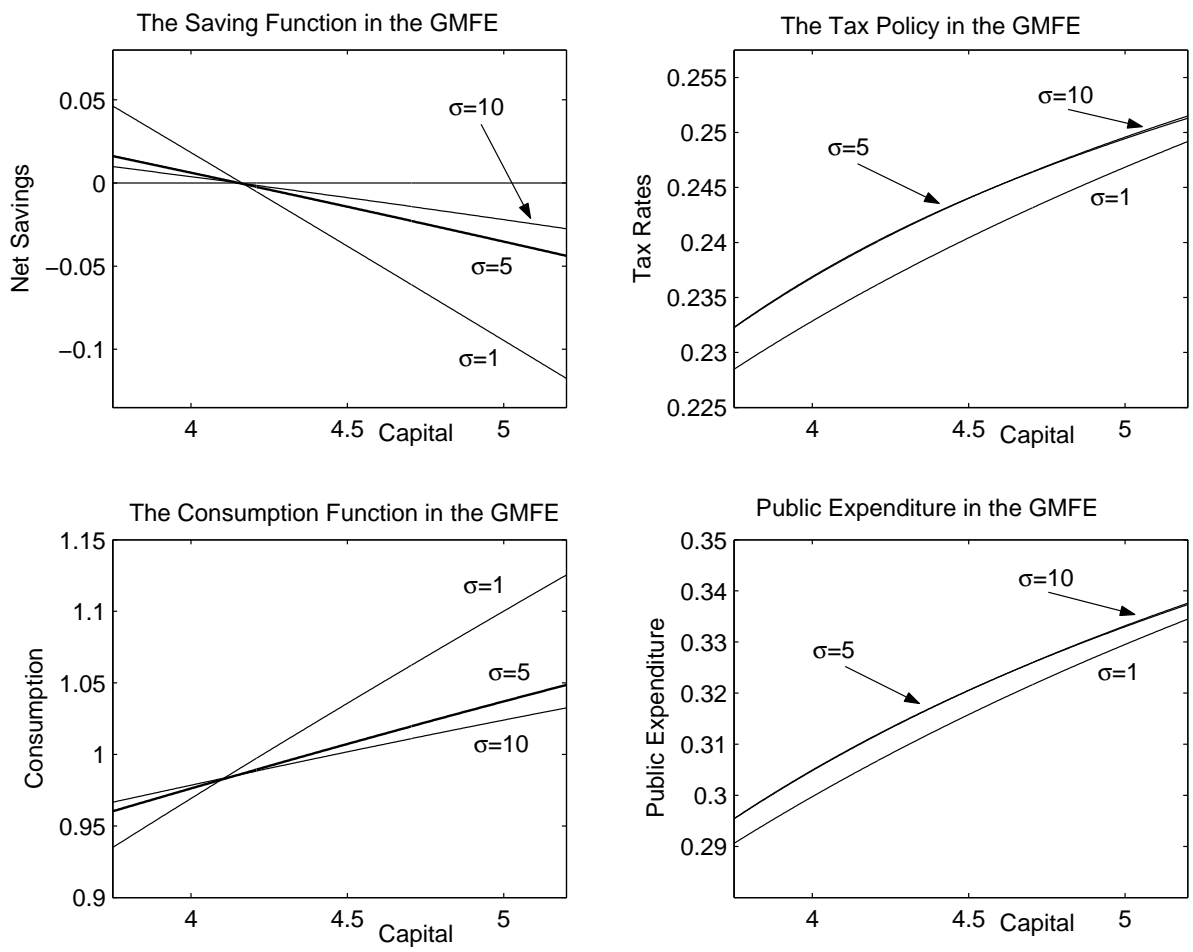 The Saving Function in the GMFE
Net Savings
0.05
0
−0.05
−0.1
σ=10
σ=5
σ=1
4
4.5
5
Capital
The Tax Policy in the GMFE
Tax Rates
0.255
0.25
0.245
0.24
0.235
0.23
0.225
σ=10
σ=5
σ=1
4
4.5
5
Capital
The Consumption Function in the GMFE
Consumption
1.15
1.1
1.05
1
0.95
0.9
σ=1
σ=5
σ=10
4
4.5
5
Capital
Public Expenditure in the GMFE
Public Expenditure
0.35
0.34
0.33
0.32
0.31
0.3
0.29
σ=10
σ=5
σ=1
4
4.5
5
Capital